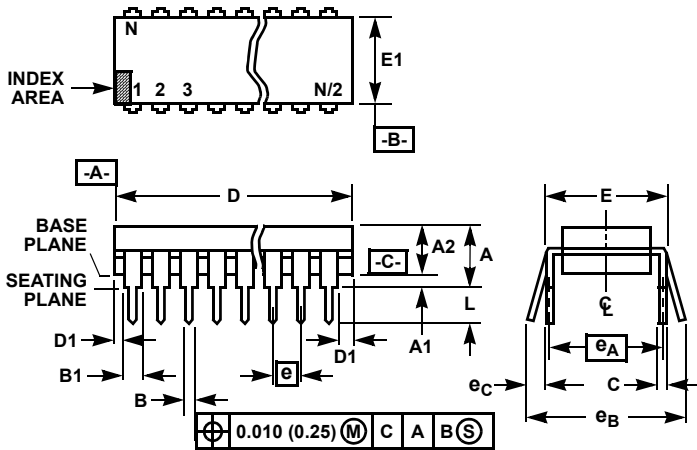 N
INDEX
AREA
1 2 3 N/2
E1
-B-
-A-
D
E
BASE
PLANE
A2
A
-C-
SEATING
PLANE
L
C
L
D1
A1
D1
eA
B1
e
eC
C
B
eB
0.010 (0.25) M C A B S